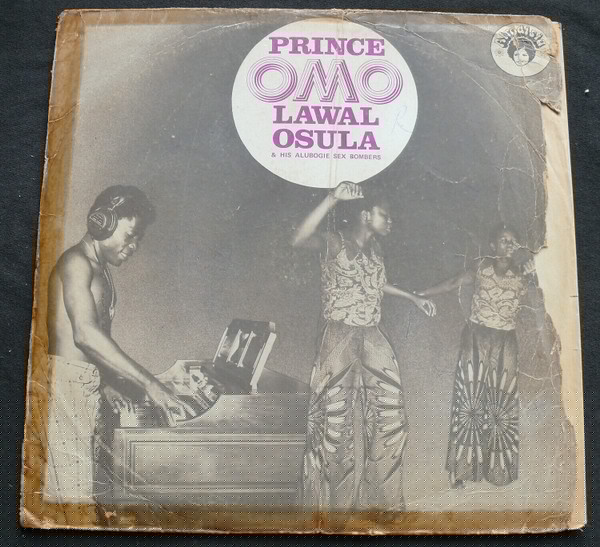 PRINCE
OMO
LAWAL
OSULA
& HIS ALUBOGIE SEX BOMBERS